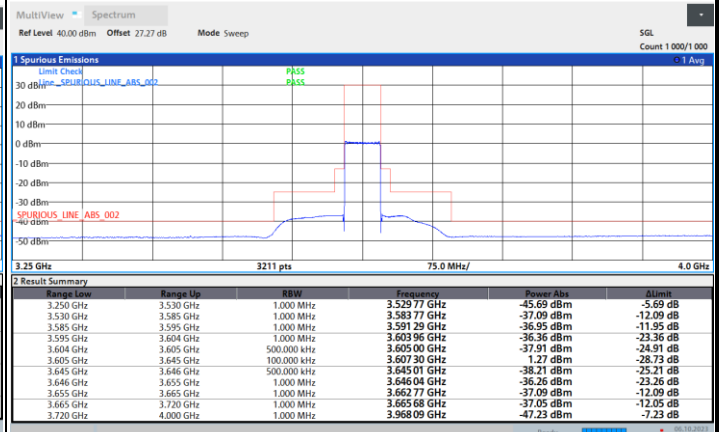 MultiView Spectrum
Ref Level 40.00 dBm Offset 27.27 dB Mode Sweep SGL
Count 1 000/1 000
1 Spurious Emissions 1 Avg
Limit Check PASS
Line _SPURIOUS_LINE_ABS_002 PASS
30 dBm
20 dBm
10 dBm
0 dBm
-10 dBm
-20 dBm
-30 dBm
SPURIOUS_LINE_ABS_002
-40 dBm
-50 dBm
3.25 GHz 3211 pts 75.0 MHz/ 4.0 GHz
2 Result Summary
Range Low Range Up RBW Frequency Power Abs ΔLimit
3.250 GHz 3.530 GHz 1.000 MHz 3.529 77 GHz -45.69 dBm -5.69 dB
3.530 GHz 3.585 GHz 1.000 MHz 3.583 77 GHz -37.09 dBm -12.09 dB
3.585 GHz 3.595 GHz 1.000 MHz 3.591 29 GHz -36.95 dBm -11.95 dB
3.595 GHz 3.604 GHz 1.000 MHz 3.603 96 GHz -36.36 dBm -23.36 dB
3.604 GHz 3.605 GHz 500.000 kHz 3.605 00 GHz -37.91 dBm -24.91 dB
3.605 GHz 3.645 GHz 100.000 kHz 3.607 30 GHz 1.27 dBm -28.73 dB
3.645 GHz 3.646 GHz 500.000 kHz 3.645 01 GHz -38.21 dBm -25.21 dB
3.646 GHz 3.655 GHz 1.000 MHz 3.646 04 GHz -36.26 dBm -23.26 dB
3.655 GHz 3.665 GHz 1.000 MHz 3.662 77 GHz -37.09 dBm -12.09 dB
3.665 GHz 3.720 GHz 1.000 MHz 3.665 68 GHz -37.05 dBm -12.05 dB
3.720 GHz 4.000 GHz 1.000 MHz 3.968 09 GHz -47.23 dBm -7.23 dB
06.10.2023